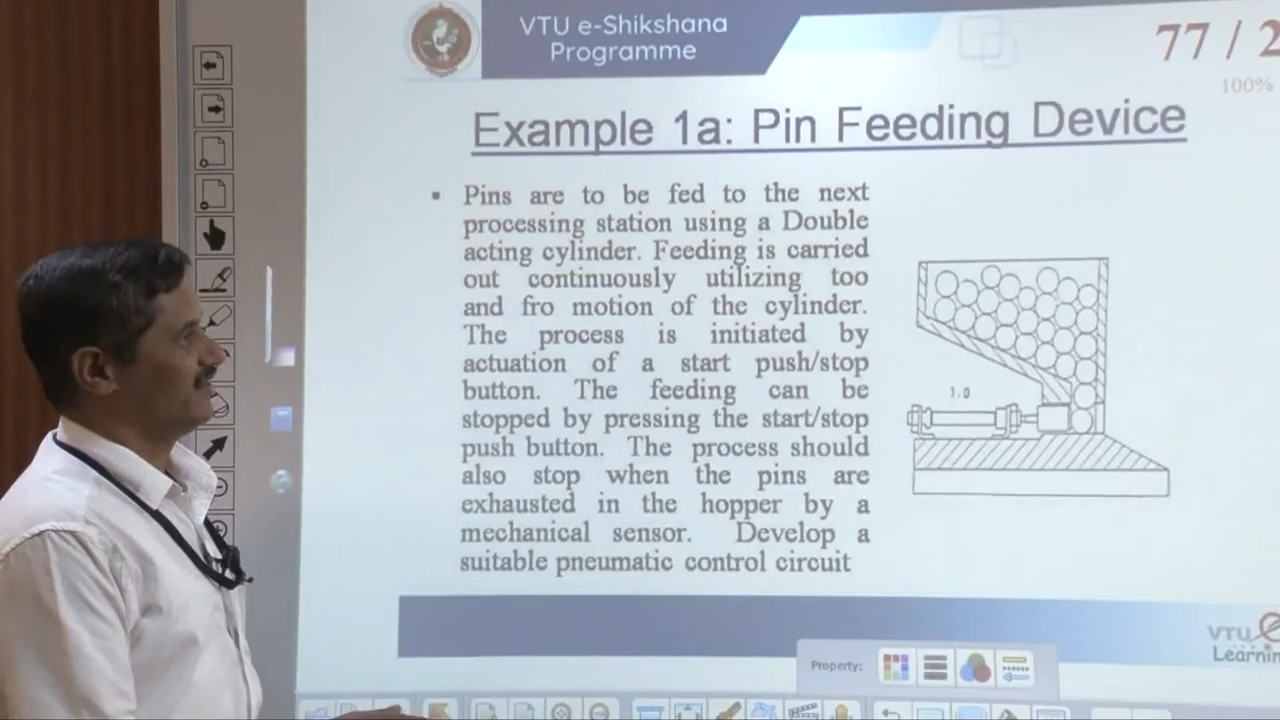 VTU e-Shikshana
Programme
77 / 2
100%
Example 1a: Pin Feeding Device
▪ Pins are to be fed to the next
processing station using a Double
acting cylinder. Feeding is carried
out continuously utilizing too
and fro motion of the cylinder.
The process is initiated by
actuation of a start push/stop
button. The feeding can be
stopped by pressing the start/stop
push button. The process should
also stop when the pins are
exhausted in the hopper by a
mechanical sensor. Develop a
suitable pneumatic control circuit
1.0
VTU e
Learnin
Property: